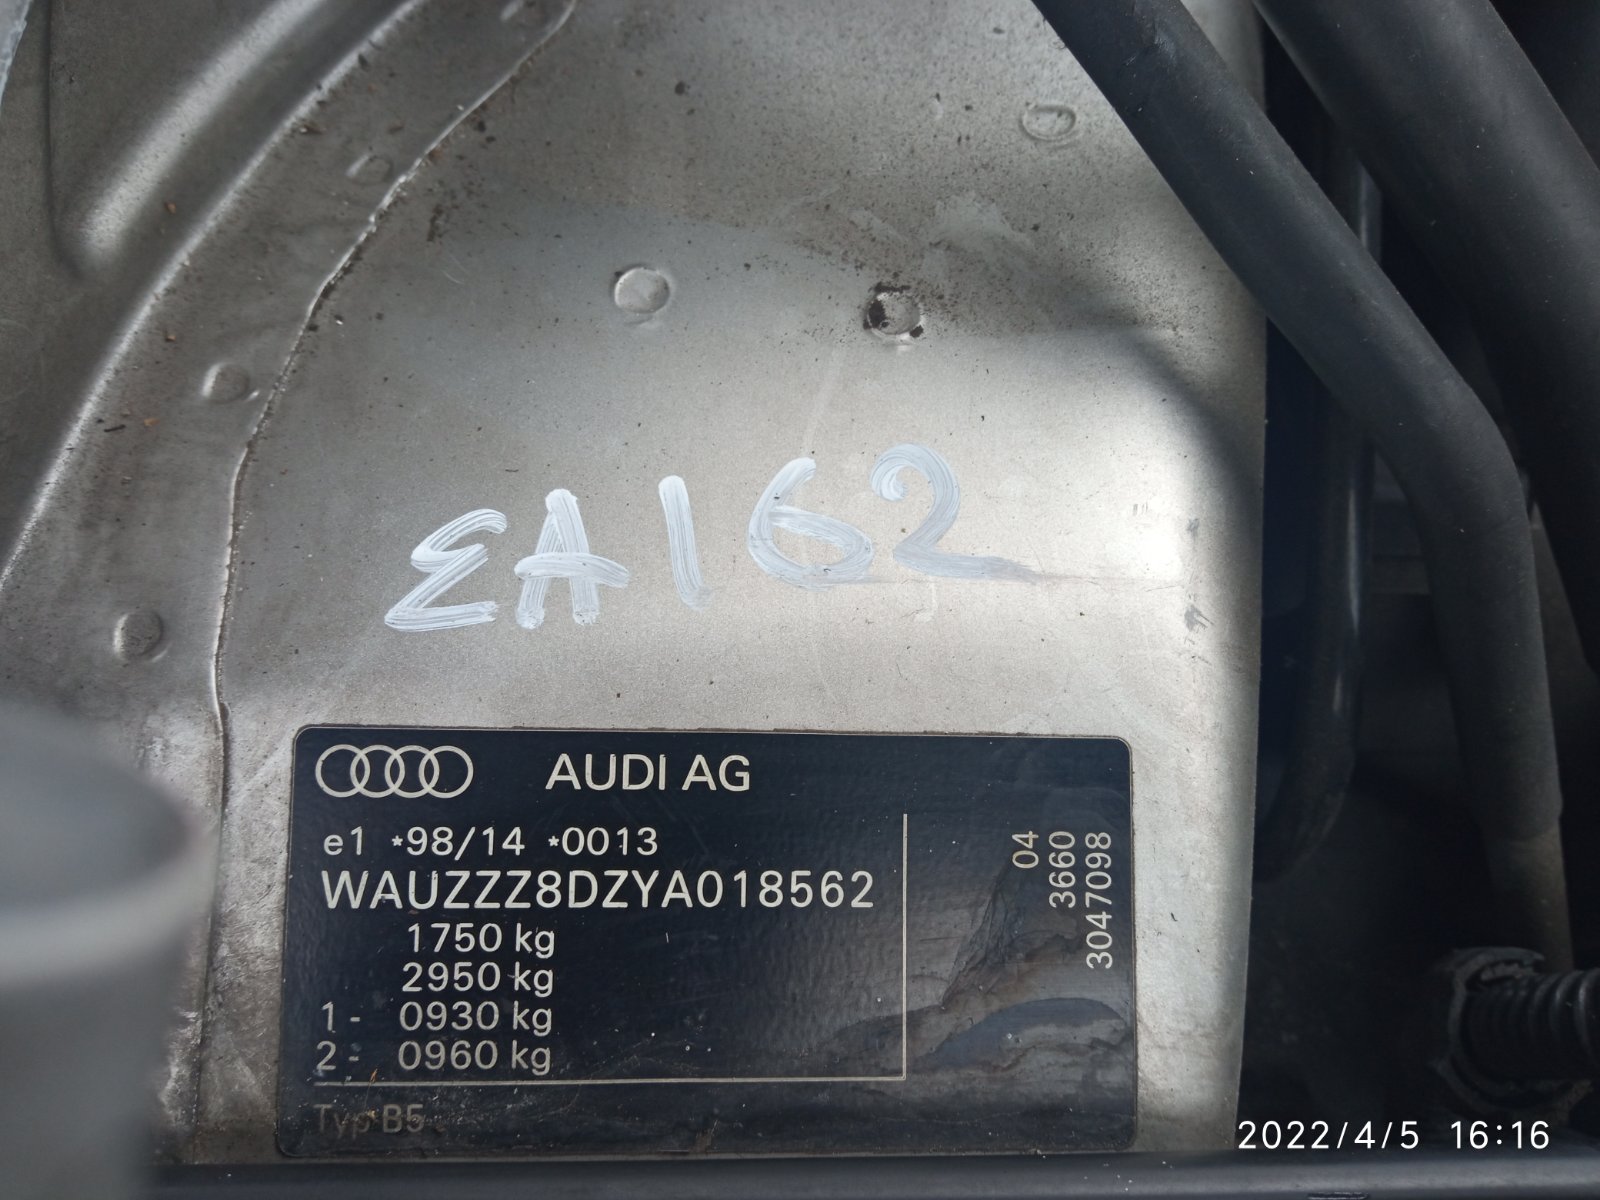 EA162
AUDI AG
e1 *98/14 *0013
WAUZZZ8DZYA018562
1750 kg
2950 kg
1- 0930 kg
2- 0960 kg
Typ B5
04
3660
3047098
2022/4/5 16:16